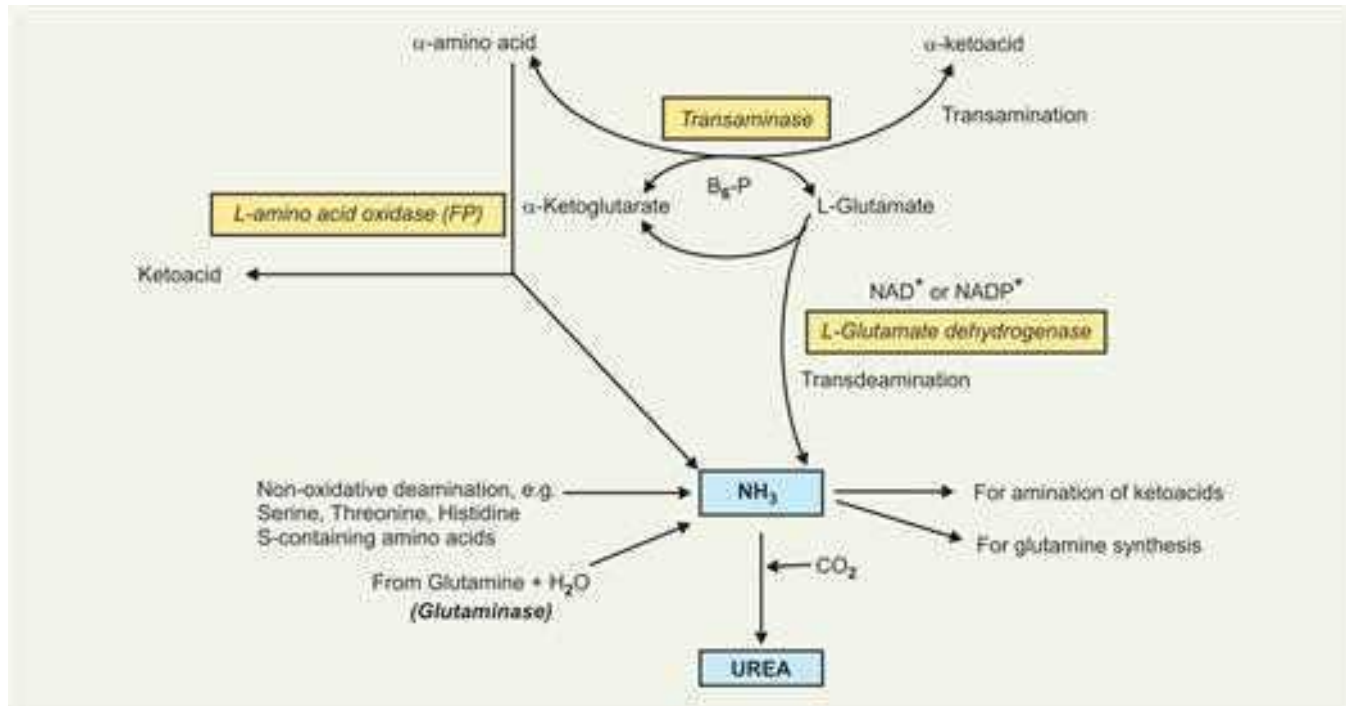 α-amino acid
α-ketoacid
Transaminase
Transamination
B₆-P
L-amino acid oxidase (FP)
α-Ketoglutarate
L-Glutamate
Ketoacid
NAD⁺ or NADP⁺
L-Glutamate dehydrogenase
Transdeamination
Non-oxidative deamination, e.g.
Serine, Threonine, Histidine
S-containing amino acids
NH₃
For amination of ketoacids
For glutamine synthesis
From Glutamine + H₂O
(Glutaminase)
CO₂
UREA